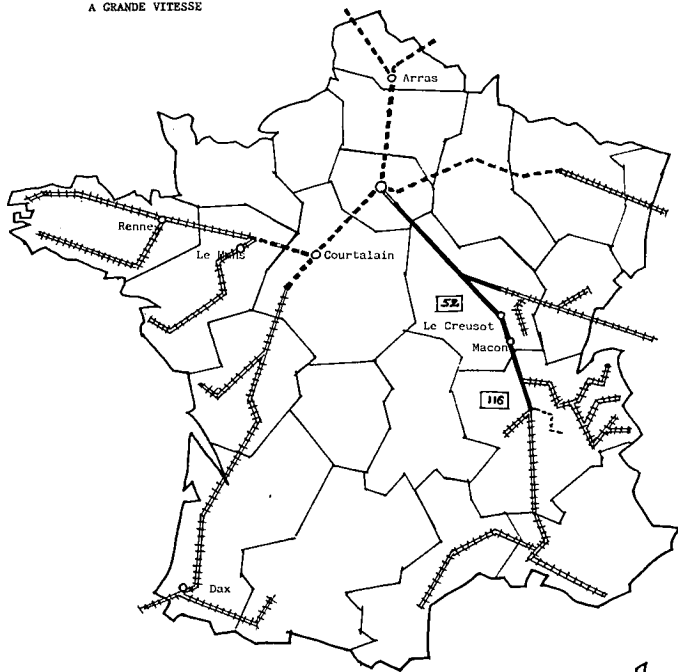 A GRANDE VITESSE
Arras
Rennes
Le Mans
Courtalain
52
Le Creusot
Macon
116
Dax